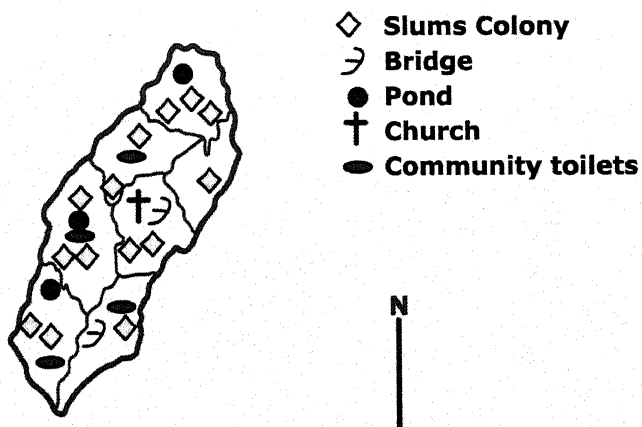 Slums Colony
Bridge
Pond
Church
Community toilets
N